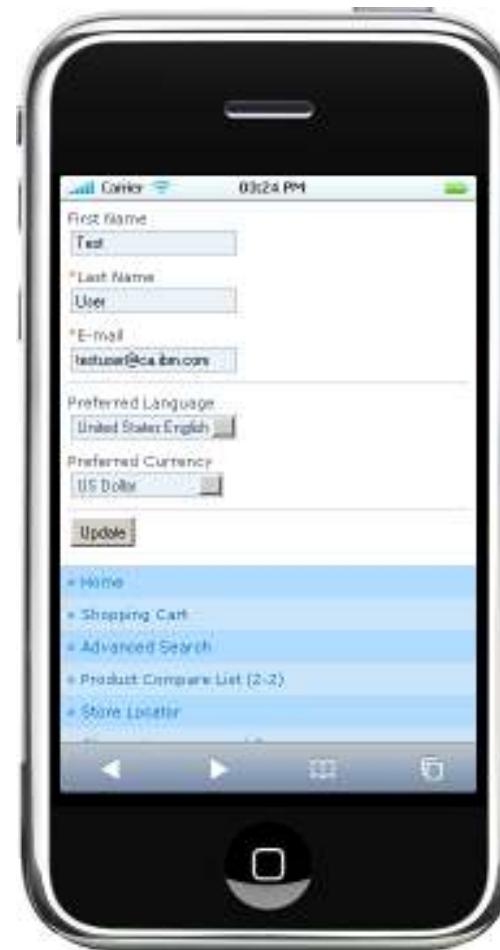 Carrier 03:24 PM
First Name
Test
*Last Name
User
*E-mail
testuser@ca.ibm.com
Preferred Language
United States English
Preferred Currency
US Dollar
Update
» Home
» Shopping Cart
» Advanced Search
» Product Compare List (2-2)
» Store Locator